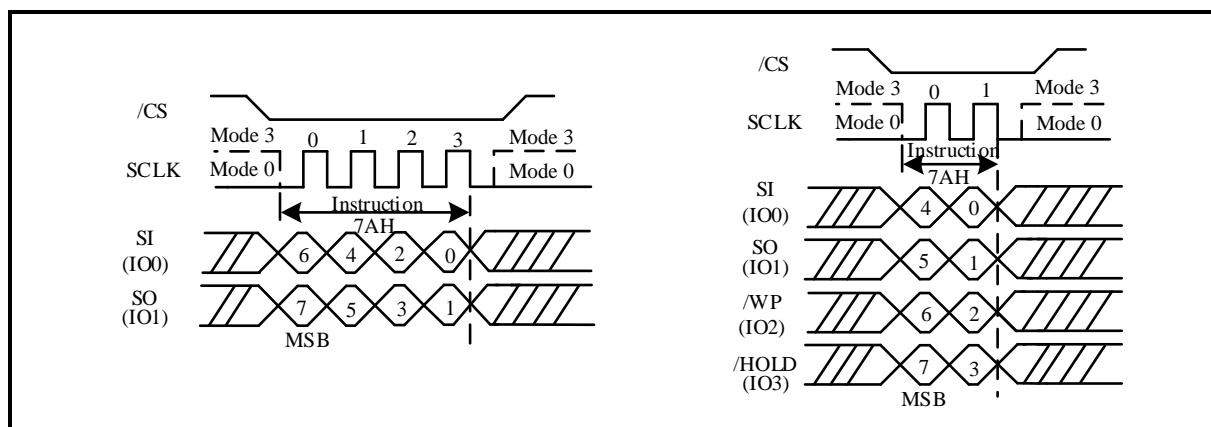 /CS
Mode 3 0 1 2 3 Mode 3
SCLK Mode 0 Mode 0
Instruction
7AH
SI
(IO0)
6 4 2 0
SO
(IO1)
7 5 3 1
MSB
/CS
Mode 3 0 1 Mode 3
SCLK Mode 0 Mode 0
Instruction
7AH
SI
(IO0)
4 0
SO
(IO1)
5 1
/WP
(IO2)
6 2
/HOLD
(IO3)
7 3
MSB